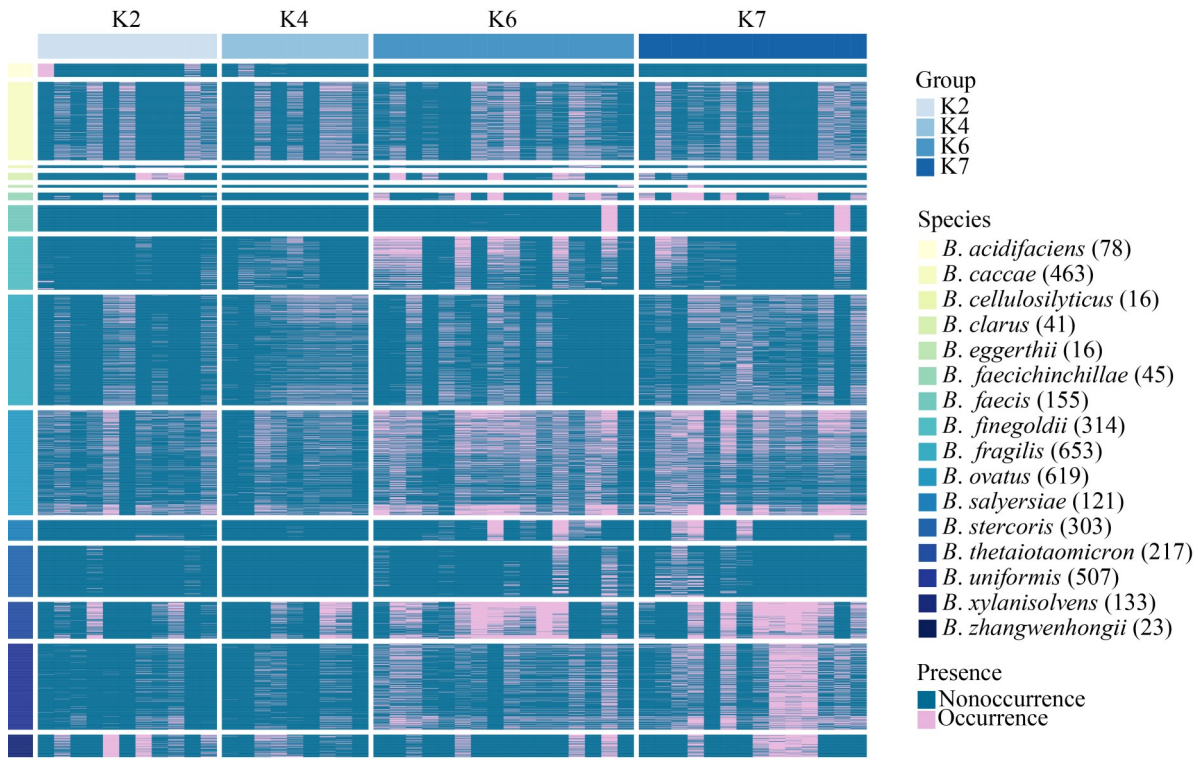 K2 K4 K6 K7
Group
K2
K4
K6
K7
Species
B. acidifaciens (78)
B. caccae (463)
B. cellulosilyticus (16)
B. clarus (41)
B. eggerthii (16)
B. faecichinchillae (45)
B. faecis (155)
B. finegoldii (314)
B. fragilis (653)
B. ovatus (619)
B. salyersiae (121)
B. stercoris (303)
B. thetaiotaomicron (217)
B. uniformis (507)
B. xylanisolvens (133)
B. zhangwenhongii (23)
Presence
Nonoccurrence
Occurrence